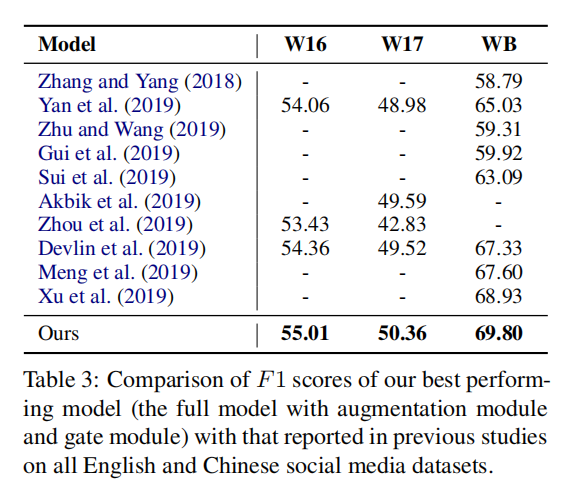 Model W16 W17 WB
Zhang and Yang (2018) - - 58.79
Yan et al. (2019) 54.06 48.98 65.03
Zhu and Wang (2019) - - 59.31
Gui et al. (2019) - - 59.92
Sui et al. (2019) - - 63.09
Akbik et al. (2019) - 49.59 -
Zhou et al. (2019) 53.43 42.83 -
Devlin et al. (2019) 54.36 49.52 67.33
Meng et al. (2019) - - 67.60
Xu et al. (2019) - - 68.93
Ours 55.01 50.36 69.80
Table 3: Comparison of F1 scores of our best perform-
ing model (the full model with augmentation module
and gate module) with that reported in previous studies
on all English and Chinese social media datasets.